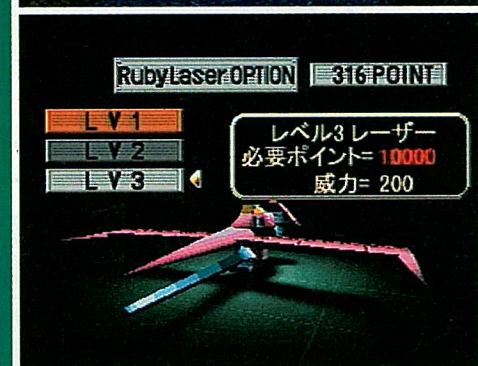 RubyLaser OPTION
316 POINT
LV1
LV2
LV3
レベル3 レーザー
必要ポイント= 10000
威力= 200